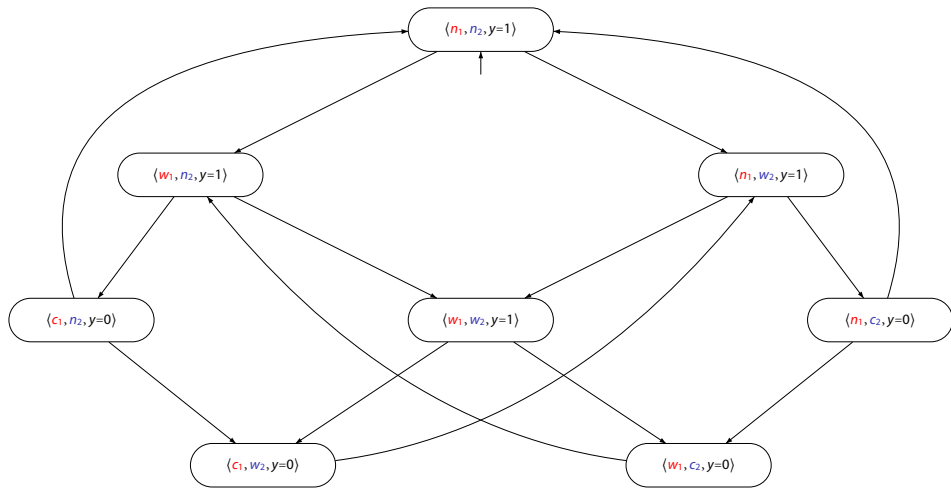 ⟨n₁, n₂, y=1⟩
⟨w₁, n₂, y=1⟩
⟨n₁, w₂, y=1⟩
⟨c₁, n₂, y=0⟩
⟨w₁, w₂, y=1⟩
⟨n₁, c₂, y=0⟩
⟨c₁, w₂, y=0⟩
⟨w₁, c₂, y=0⟩